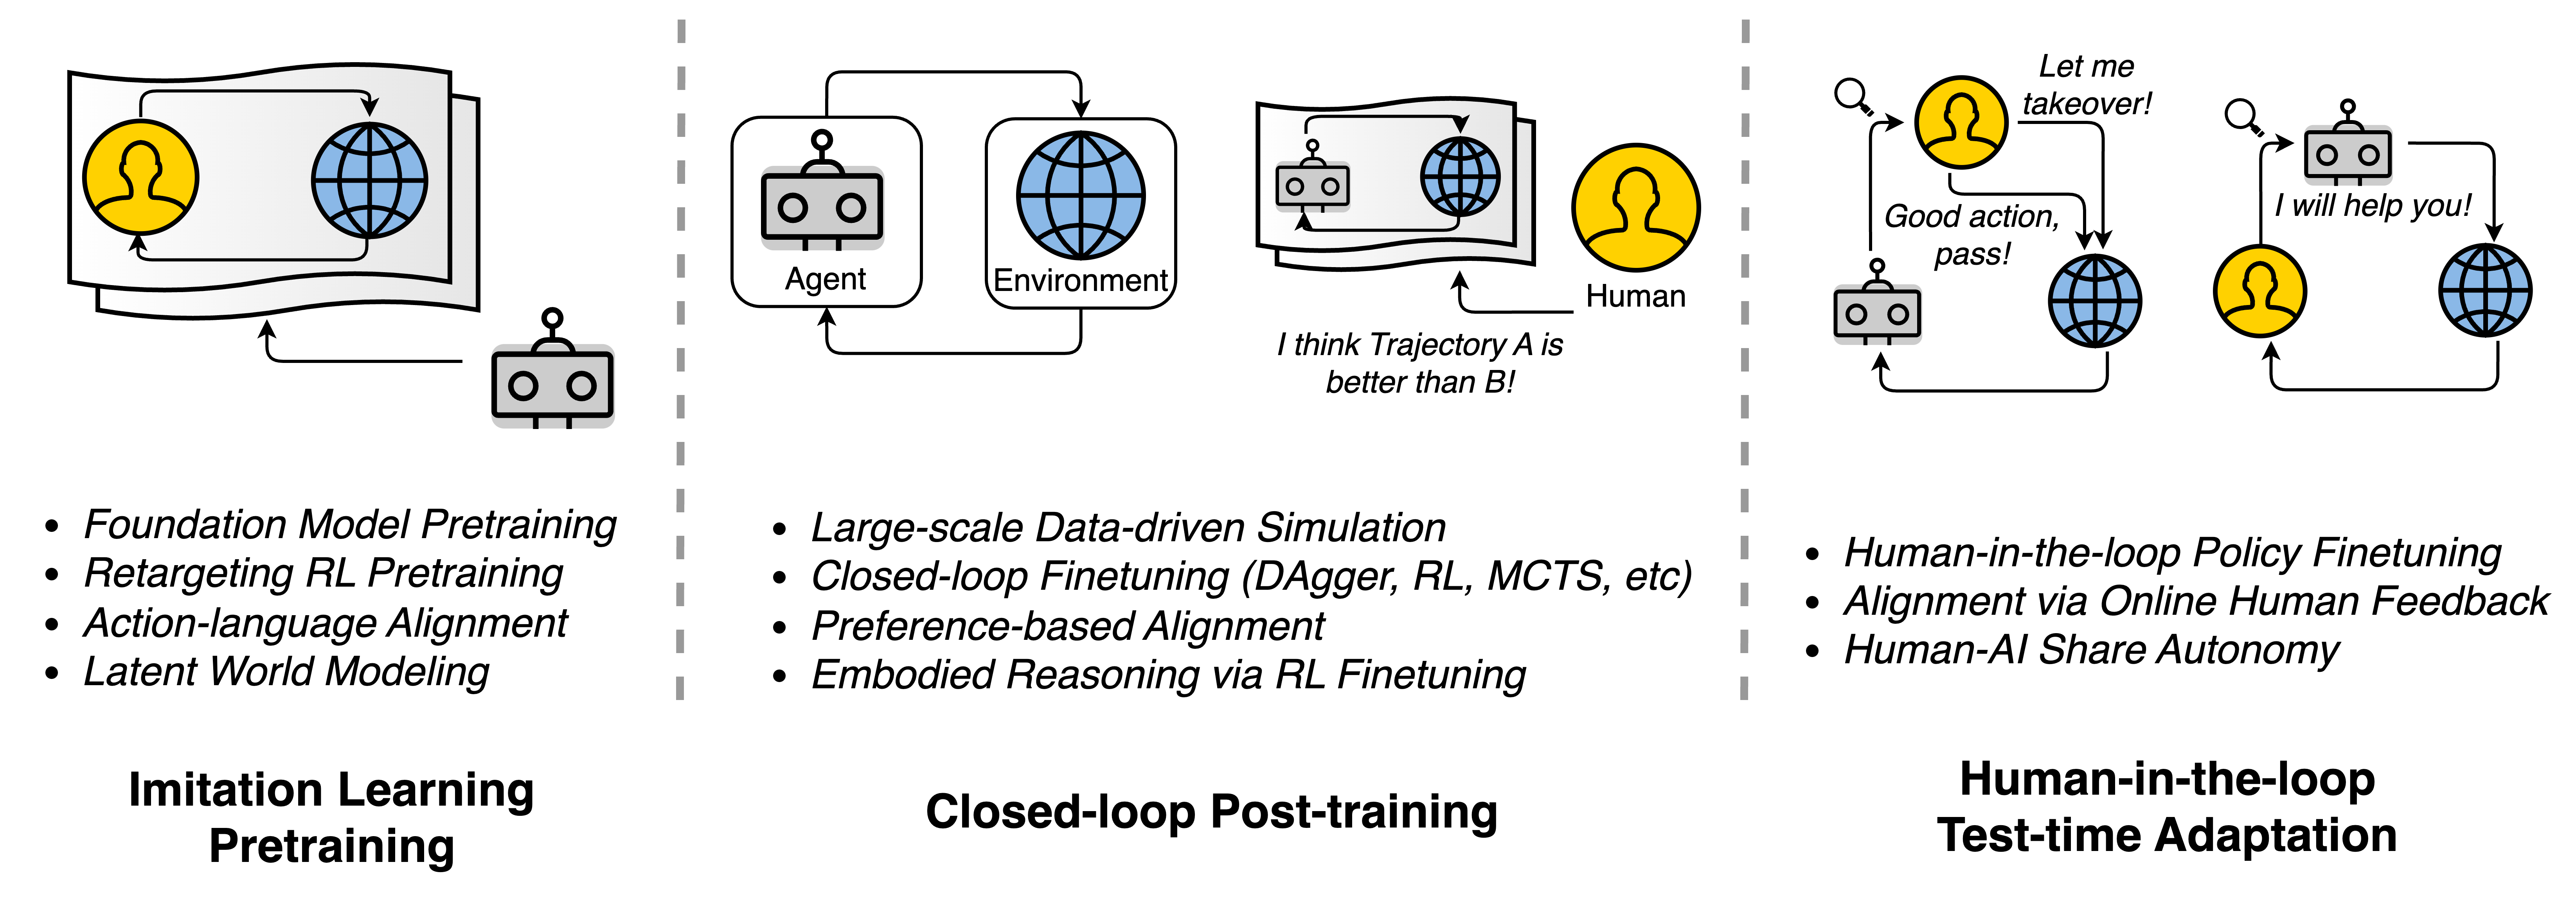 Agent
Environment
Human
I think Trajectory A is
better than B!
Let me
takeover!
Good action,
pass!
I will help you!
• Foundation Model Pretraining
• Retargeting RL Pretraining
• Action-language Alignment
• Latent World Modeling
• Large-scale Data-driven Simulation
• Closed-loop Finetuning (DAgger, RL, MCTS, etc)
• Preference-based Alignment
• Embodied Reasoning via RL Finetuning
• Human-in-the-loop Policy Finetuning
• Alignment via Online Human Feedback
• Human-AI Share Autonomy
Imitation Learning
Pretraining
Closed-loop Post-training
Human-in-the-loop
Test-time Adaptation